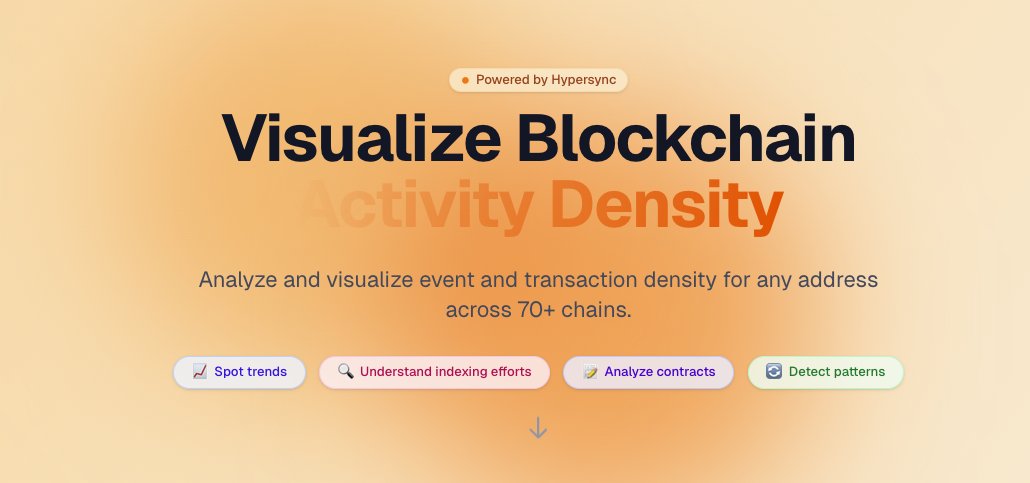 Powered by Hypersync
Visualize Blockchain
Activity Density
Analyze and visualize event and transaction density for any address
across 70+ chains.
Spot trends
Understand indexing efforts
Analyze contracts
Detect patterns